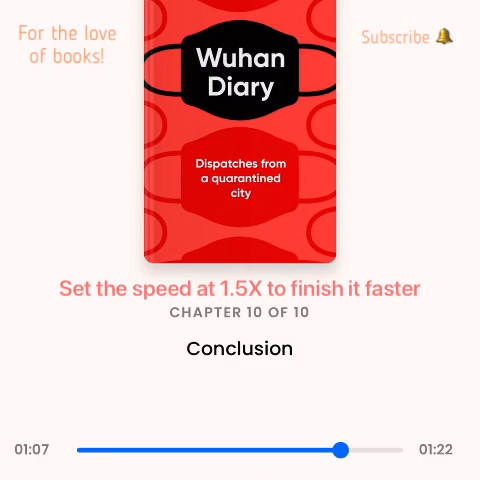 For the love
of books!
Subscribe 🔔
Wuhan
Diary
Dispatches from
a quarantined
city
Set the speed at 1.5X to finish it faster
CHAPTER 10 OF 10
Conclusion
01:07
01:22